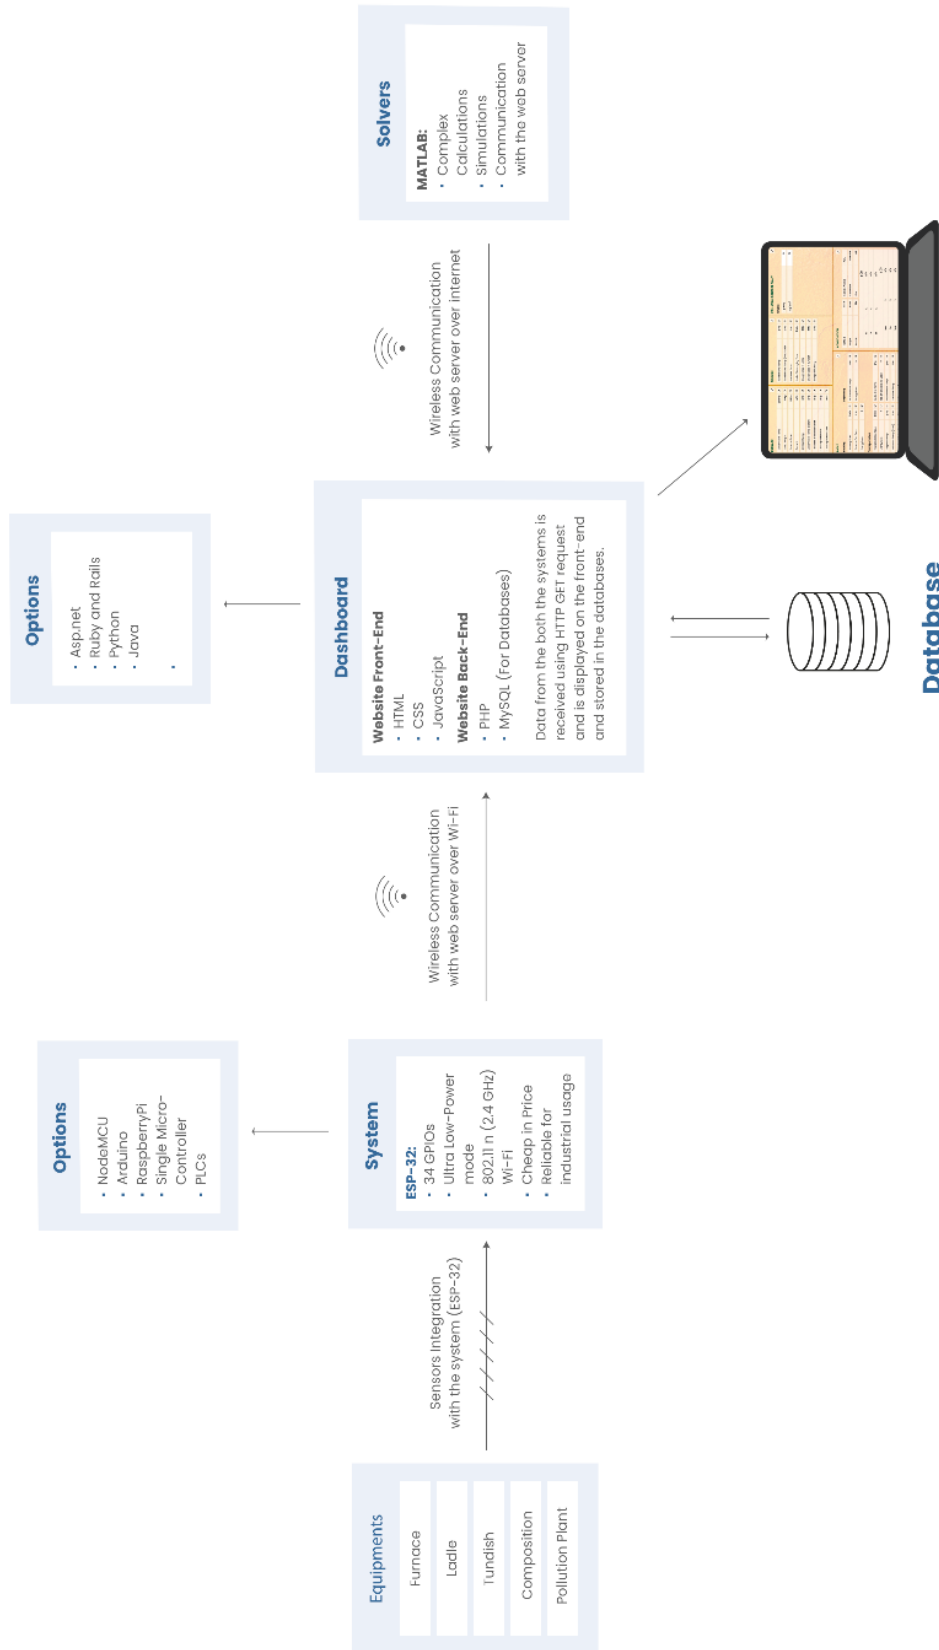 Equipments
Furnace
Ladle
Tundish
Composition
Pollution Plant
Sensors Integration
with the system (ESP-32)
Options
• NodeMCU
• Arduino
• RaspberryPi
• Single Micro-
Controller
• PLCs
System
ESP-32:
• 34 GPIOs
• Ultra Low-Power
mode
• 802.11 n (2.4 GHz)
Wi-Fi
• Cheap in Price
• Reliable for
industrial usage
Wireless Communication
with web server over Wi-Fi
Options
• Asp.net
• Ruby and Rails
• Python
• Java
•
Dashboard
Website Front-End
• HTML
• CSS
• JavaScript
Website Back-End
• PHP
• MySQL (For Databases)
Data from the both the systems is
received using HTTP GET request
and is displayed on the front-end
and stored in the databases.
Database
Wireless Communication
with web server over internet
Solvers
MATLAB:
• Complex
Calculations
• Simulations
• Communication
with the web server